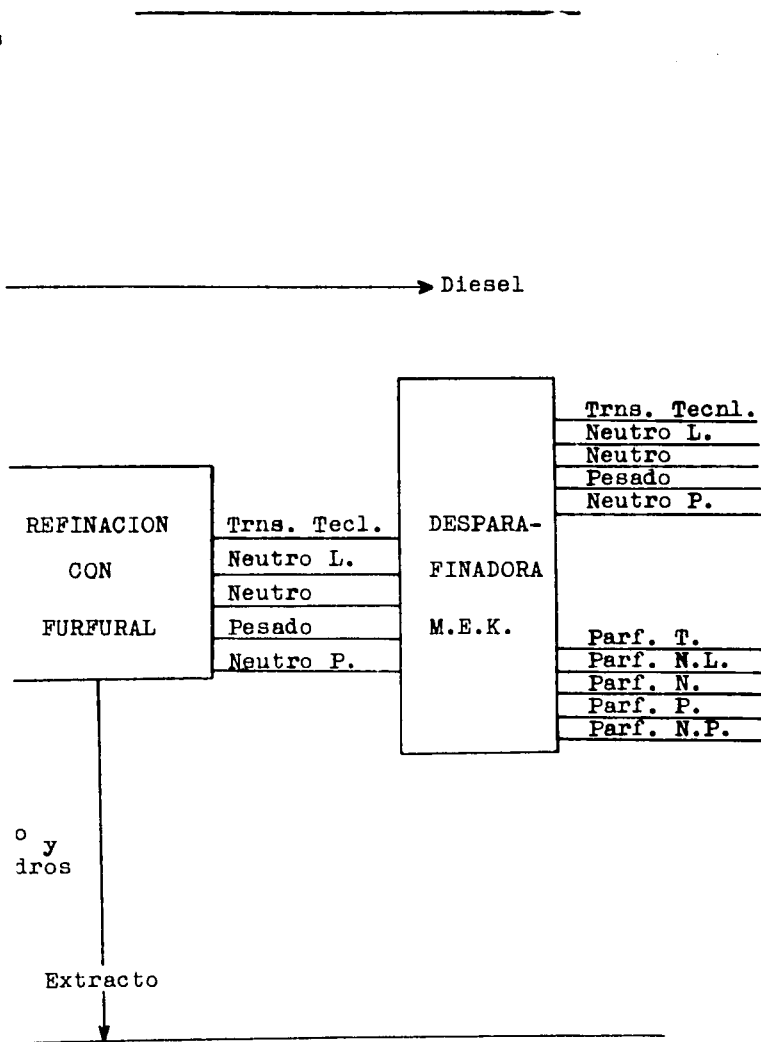 Diesel
REFINACION
CON
FURFURAL
Trns. Tecl.
Neutro L.
Neutro
Pesado
Neutro P.
DESPARA-
FINADORA
M.E.K.
Trns. Tecnl.
Neutro L.
Neutro
Pesado
Neutro P.
Parf. T.
Parf. N.L.
Parf. N.
Parf. P.
Parf. N.P.
o y
dros
Extracto